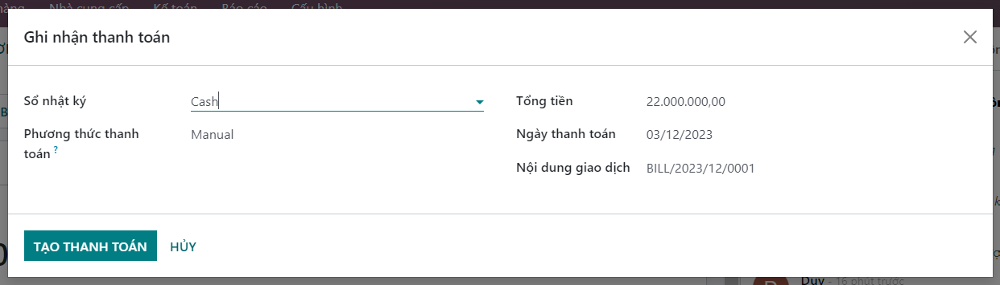 Nhà cung cấp Kế toán Báo cáo Cấu hình
Ghi nhận thanh toán
Sổ nhật ký Cash Tổng tiền 22.000.000,00
Phương thức thanh toán ? Manual Ngày thanh toán 03/12/2023
Nội dung giao dịch BILL/2023/12/0001
TẠO THANH TOÁN HỦY
Duy - 16 phút trước